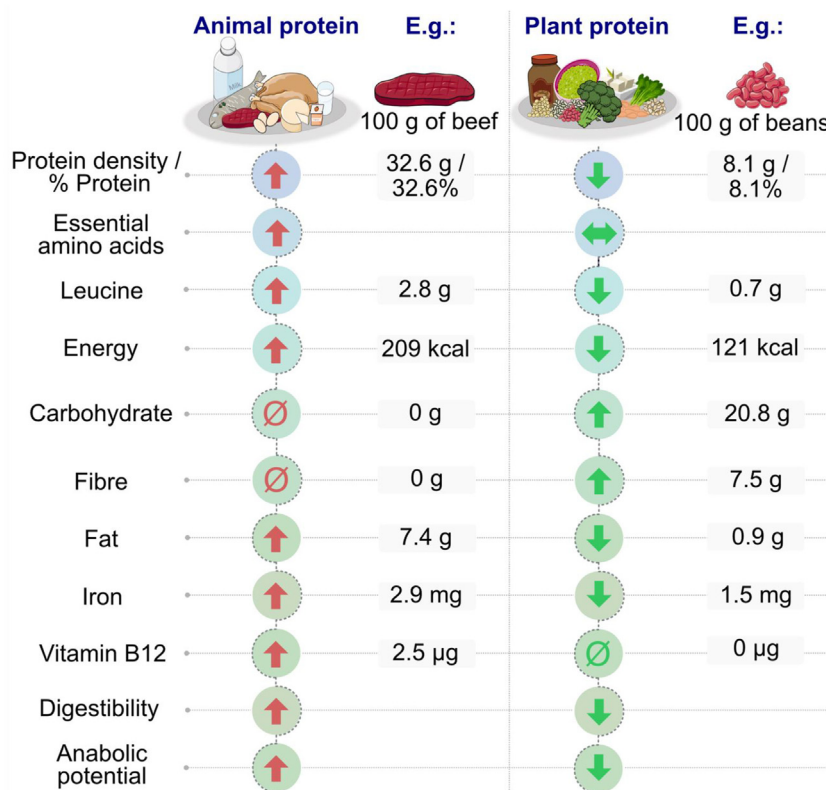 Animal protein E.g.: Plant protein E.g.:
Milk
100 g of beef 100 g of beans
Protein density / % Protein 32.6 g / 32.6% 8.1 g / 8.1%
Essential amino acids
Leucine 2.8 g 0.7 g
Energy 209 kcal 121 kcal
Carbohydrate Ø 0 g 20.8 g
Fibre Ø 0 g 7.5 g
Fat 7.4 g 0.9 g
Iron 2.9 mg 1.5 mg
Vitamin B12 2.5 µg Ø 0 µg
Digestibility
Anabolic potential